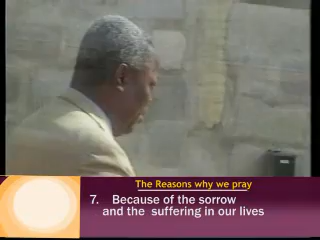 The Reasons why we pray
7. Because of the sorrow
and the suffering in our lives